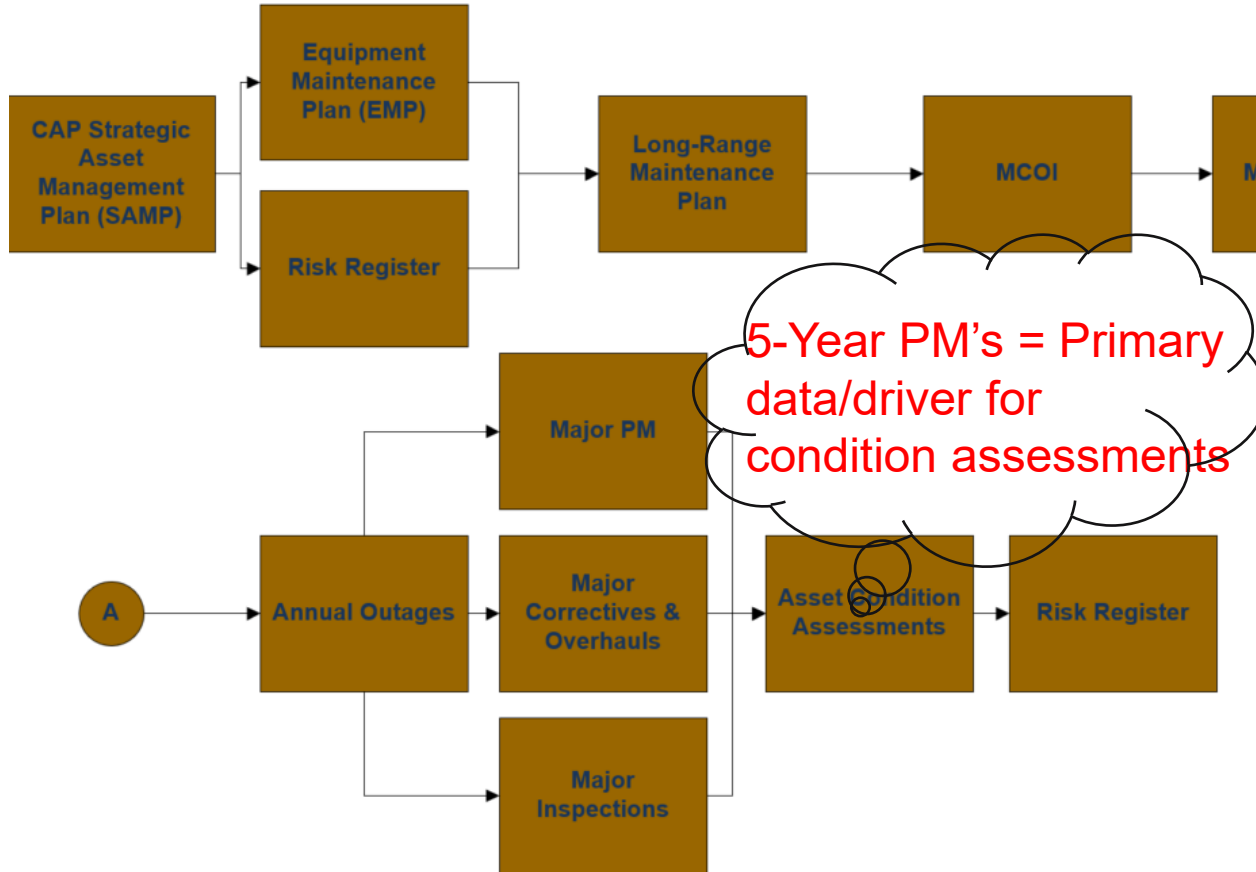 Equipment
Maintenance
Plan (EMP)
CAP Strategic
Asset
Management
Plan (SAMP)
Risk Register
Long-Range
Maintenance
Plan
MCOI
M
5-Year PM’s = Primary
data/driver for
condition assessments
Major PM
A
Annual Outages
Major
Correctives &
Overhauls
Asset Condition
Assessments
Risk Register
Major
Inspections